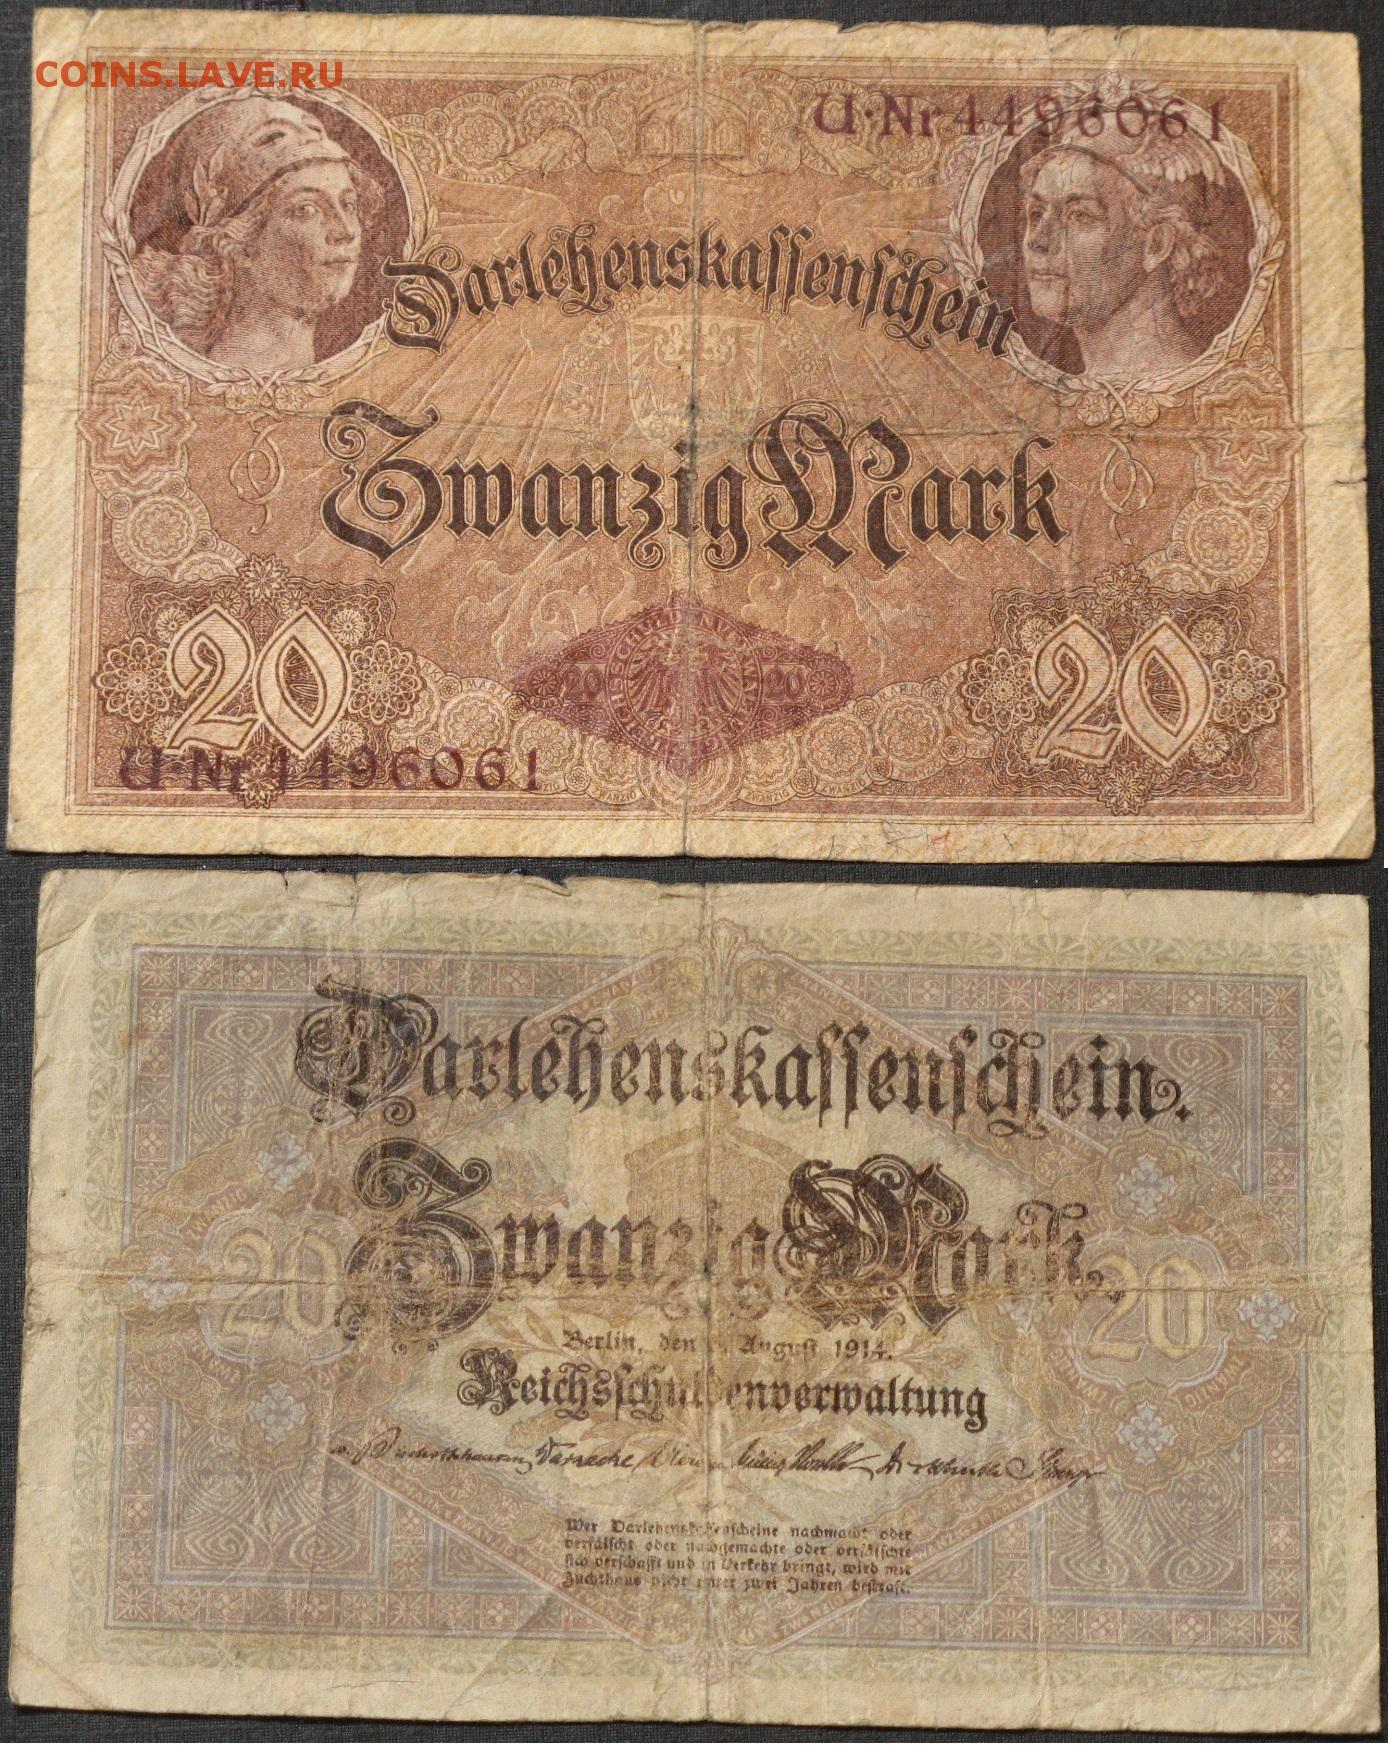 COINS.LAVE.RU
U·Nr 4496061
Darlehenskassenschein
Zwanzig Mark
20 20
20 20
U·Nr 4496061
Darlehenskassenschein.
Zwanzig Mark.
20 20
Berlin, den August 1914.
Reichsschuldenverwaltung
Wer Darlehenskassenscheine nachmacht oder
verfälscht oder nachgemachte oder verfälschte
sich verschafft und in Verkehr bringt, wird mit
Zuchthaus nicht unter zwei Jahren bestraft.